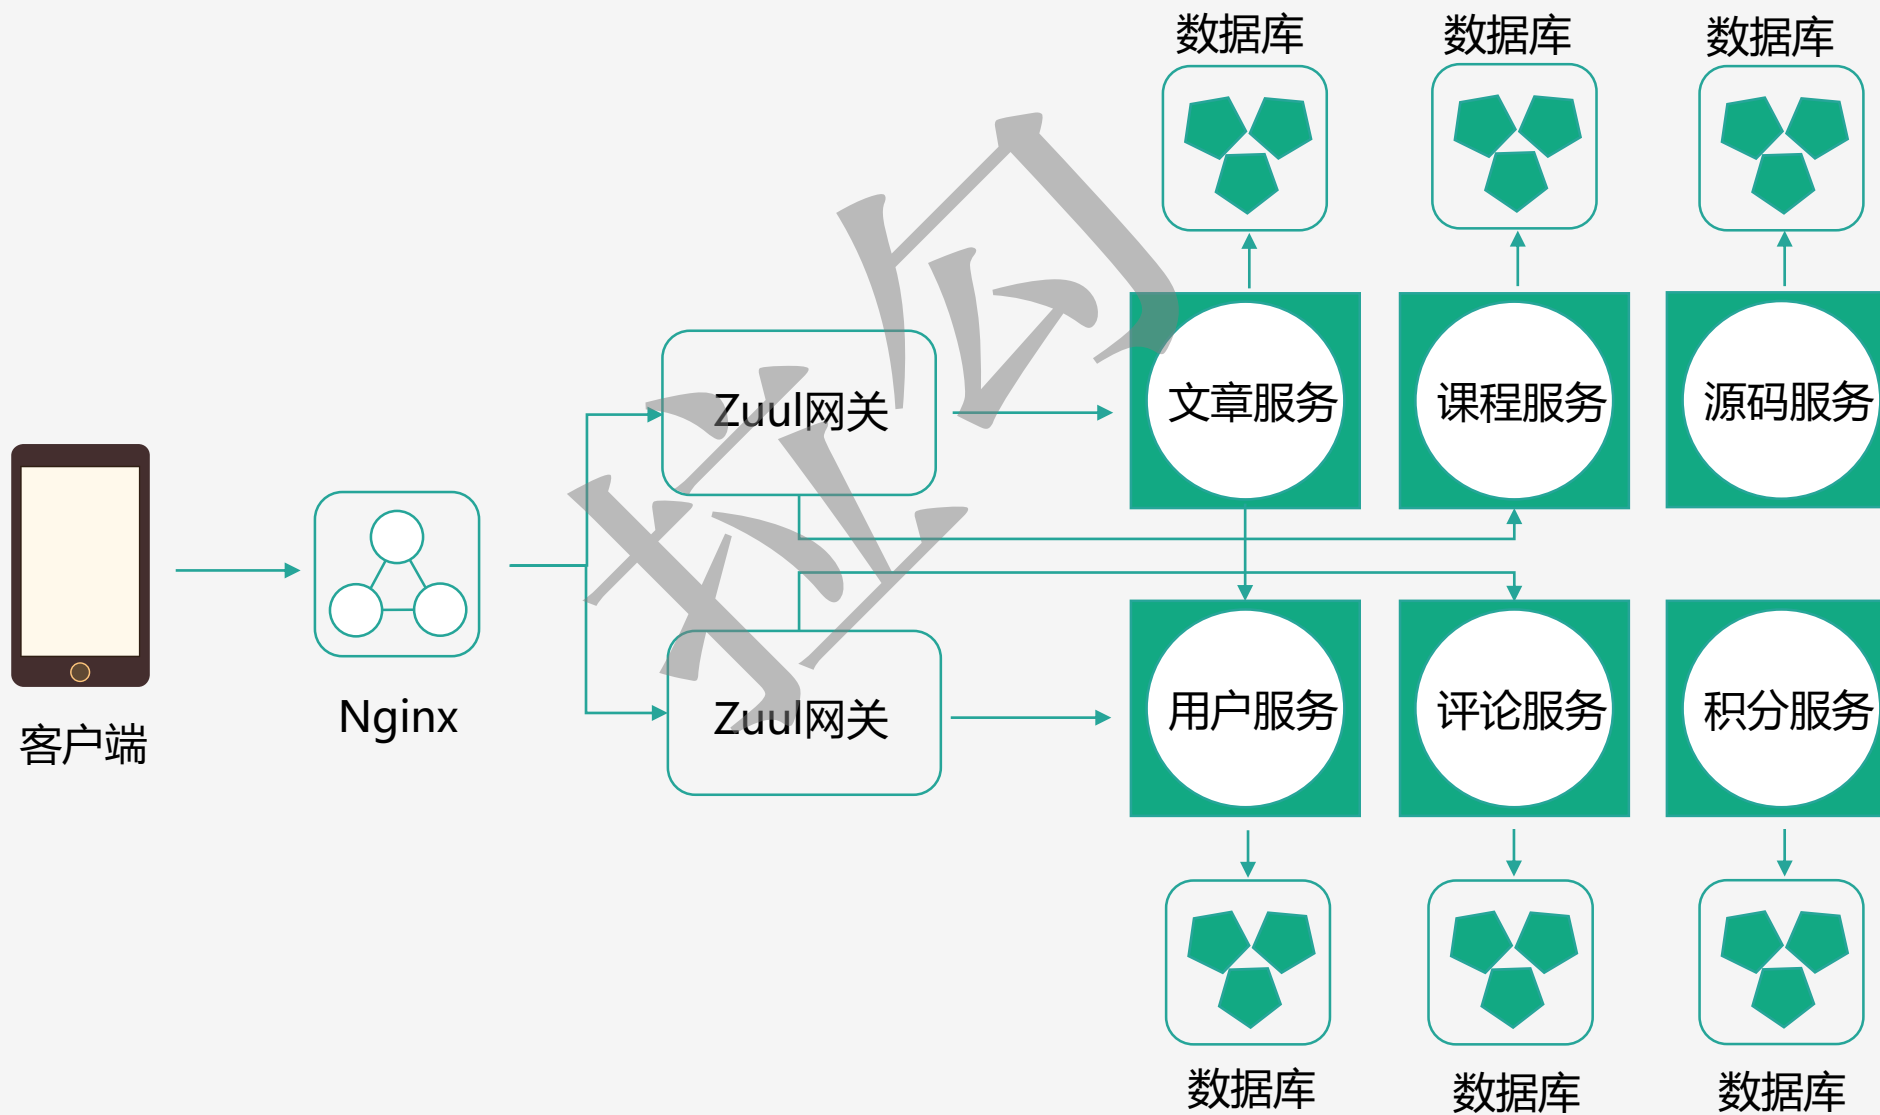 数据库 数据库 数据库
Zuul网关
文章服务 课程服务 源码服务
客户端
Nginx
Zuul网关
用户服务 评论服务 积分服务
数据库 数据库 数据库